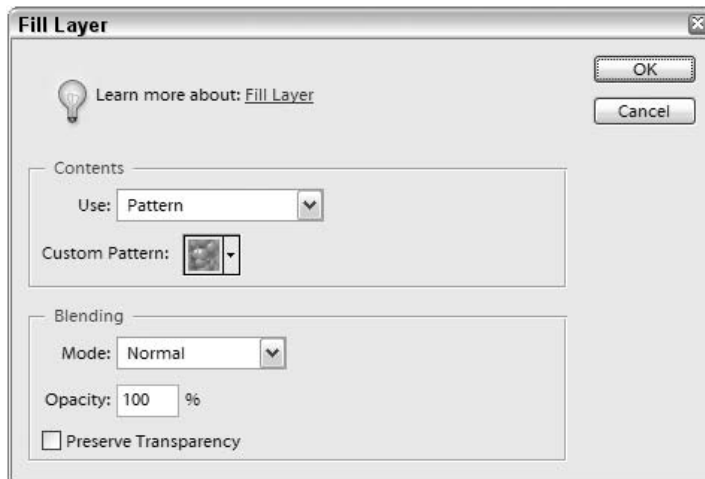 Fill Layer
OK
Learn more about: Fill Layer
Cancel
Contents
Use: Pattern
Custom Pattern:
Blending
Mode: Normal
Opacity: 100 %
Preserve Transparency